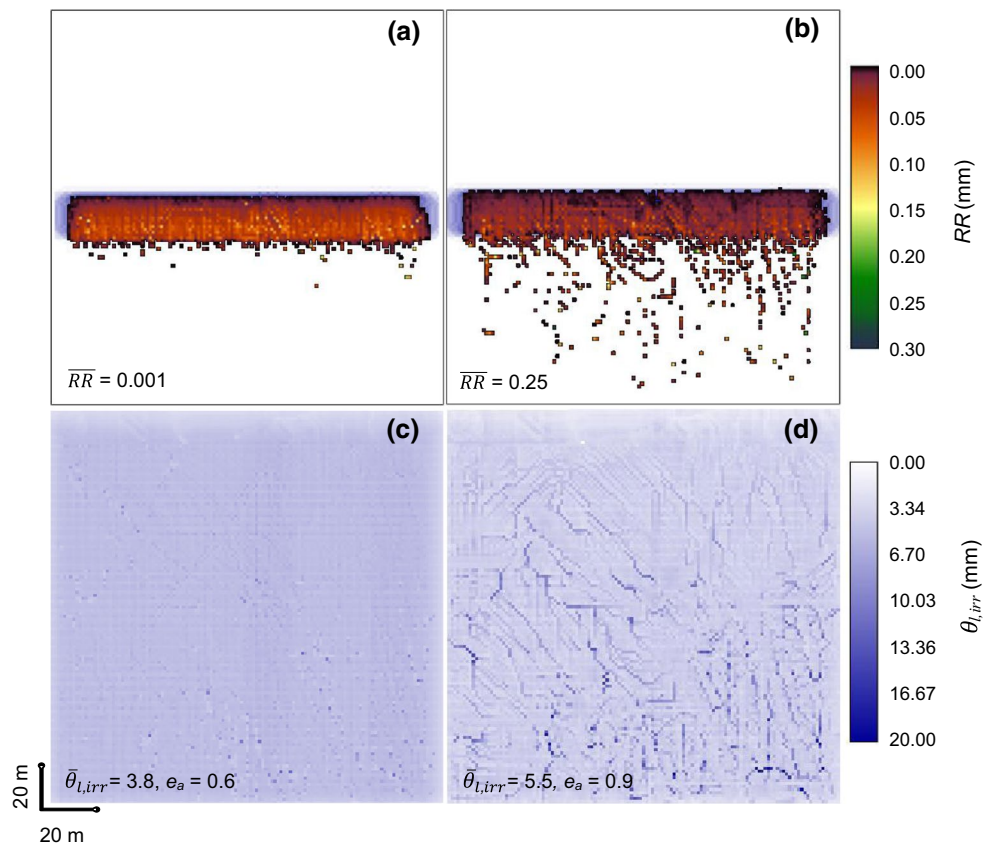 (a)
(b)
0.00
0.05
0.10
0.15
0.20
0.25
0.30
RR (mm)
R̅R̅ = 0.001
R̅R̅ = 0.25
(c)
(d)
0.00
3.34
6.70
10.03
13.36
16.67
20.00
θl,irr (mm)
θ̄l,irr = 3.8, ea = 0.6
θ̄l,irr = 5.5, ea = 0.9
20 m
20 m